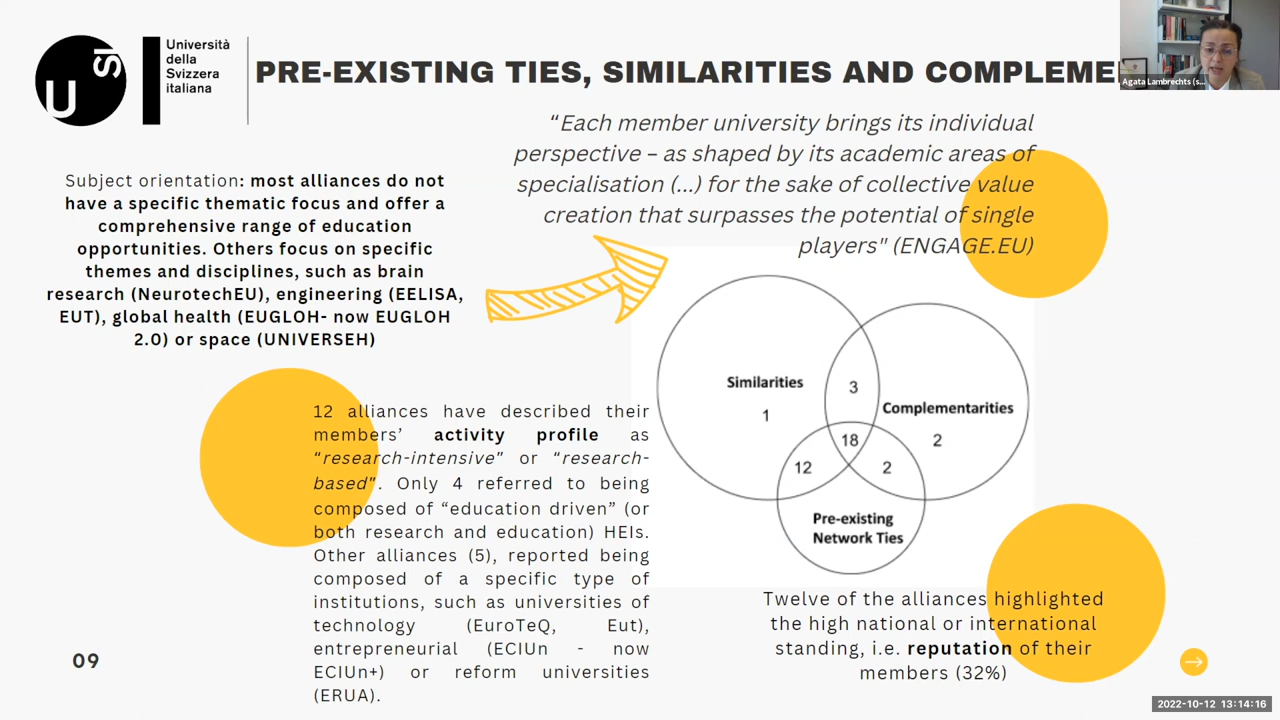 USI
Università
della
Svizzera
italiana
PRE-EXISTING TIES, SIMILARITIES AND COMPLEME
Agata Lambrechts (s...
“Each member university brings its individual
perspective – as shaped by its academic areas of
specialisation (...) for the sake of collective value
creation that surpasses the potential of single
players" (ENGAGE.EU)
Subject orientation: most alliances do not
have a specific thematic focus and offer a
comprehensive range of education
opportunities. Others focus on specific
themes and disciplines, such as brain
research (NeurotechEU), engineering (EELISA,
EUT), global health (EUGLOH- now EUGLOH
2.0) or space (UNIVERSEH)
Similarities
1
3
Complementarities
2
18
12
2
Pre-existing
Network Ties
12 alliances have described their
members’ activity profile as
“research-intensive” or “research-
based”. Only 4 referred to being
composed of “education driven” (or
both research and education) HEIs.
Other alliances (5), reported being
composed of a specific type of
institutions, such as universities of
technology (EuroTeQ, Eut),
entrepreneurial (ECIUn - now
ECIUn+) or reform universities
(ERUA).
Twelve of the alliances highlighted
the high national or international
standing, i.e. reputation of their
members (32%)
09
2022-10-12 13:14:16